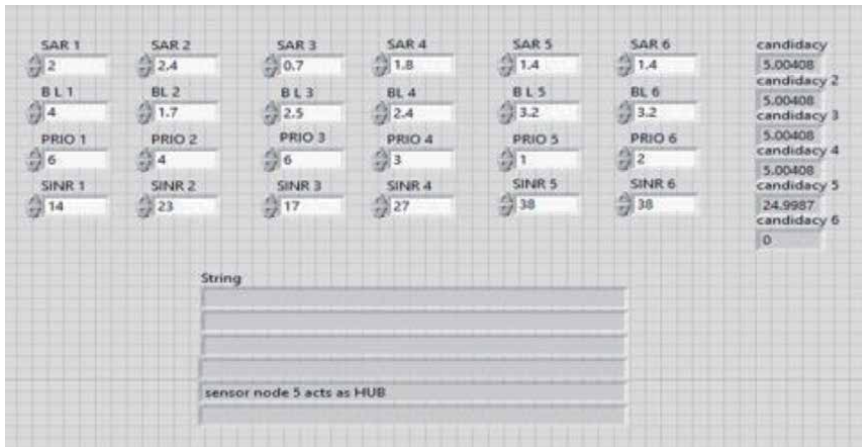 SAR 1 SAR 2 SAR 3 SAR 4 SAR 5 SAR 6 candidacy
2 2.4 0.7 1.8 1.4 1.4 5.00408
B L 1 BL 2 B L 3 BL 4 B L 5 BL 6 candidacy 2
4 1.7 2.5 2.4 3.2 3.2 5.00408
PRIO 1 PRIO 2 PRIO 3 PRIO 4 PRIO 5 PRIO 6 candidacy 3
6 4 6 3 1 2 5.00408
candidacy 4
5.00408
SINR 1 SINR 2 SINR 3 SINR 4 SINR 5 SINR 6 candidacy 5
14 23 17 27 38 38 24.9987
candidacy 6
0
String
sensor node 5 acts as HUB